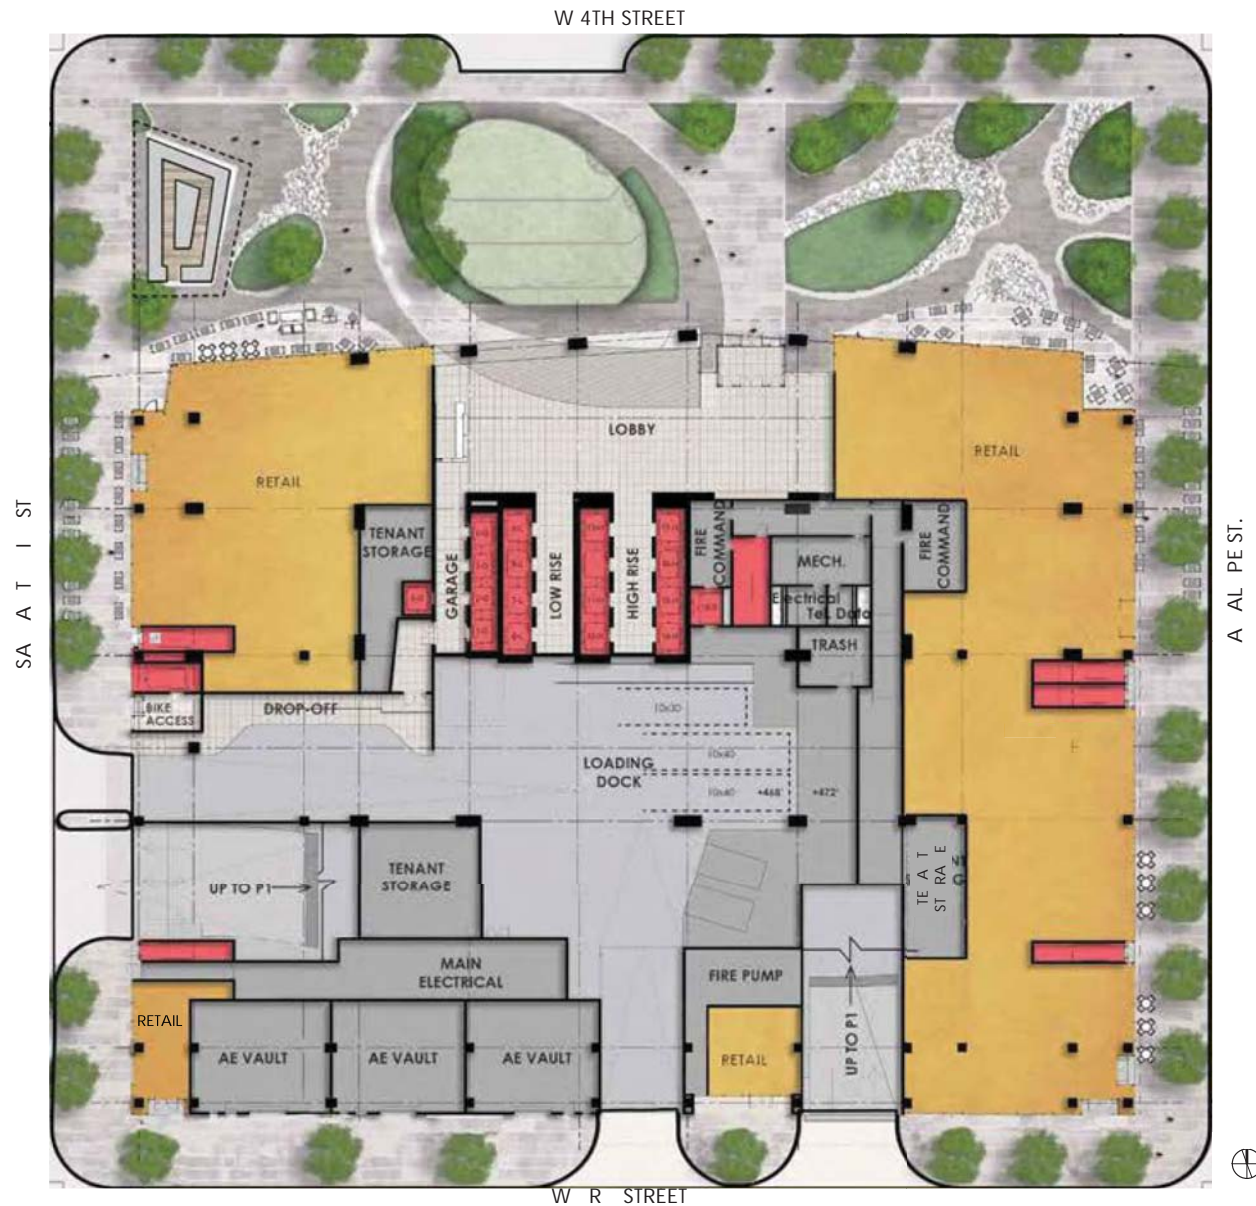 W 4TH STREET
LOBBY
RETAIL
RETAIL
TENANT
STORAGE
GARAGE
LOW RISE
HIGH RISE
FIRE
COMMAND
MECH.
FIRE
COMMAND
Electrical
Tel. Data
TRASH
BIKE
ACCESS
DROP-OFF
10x30
10x40
LOADING
DOCK
10x40
+468'
+472'
SA A T I ST
A AL PE ST.
UP TO P1
TENANT
STORAGE
TE A T
ST RA E
MAIN
ELECTRICAL
FIRE PUMP
RETAIL
AE VAULT
AE VAULT
AE VAULT
RETAIL
UP TO P1
W R STREET